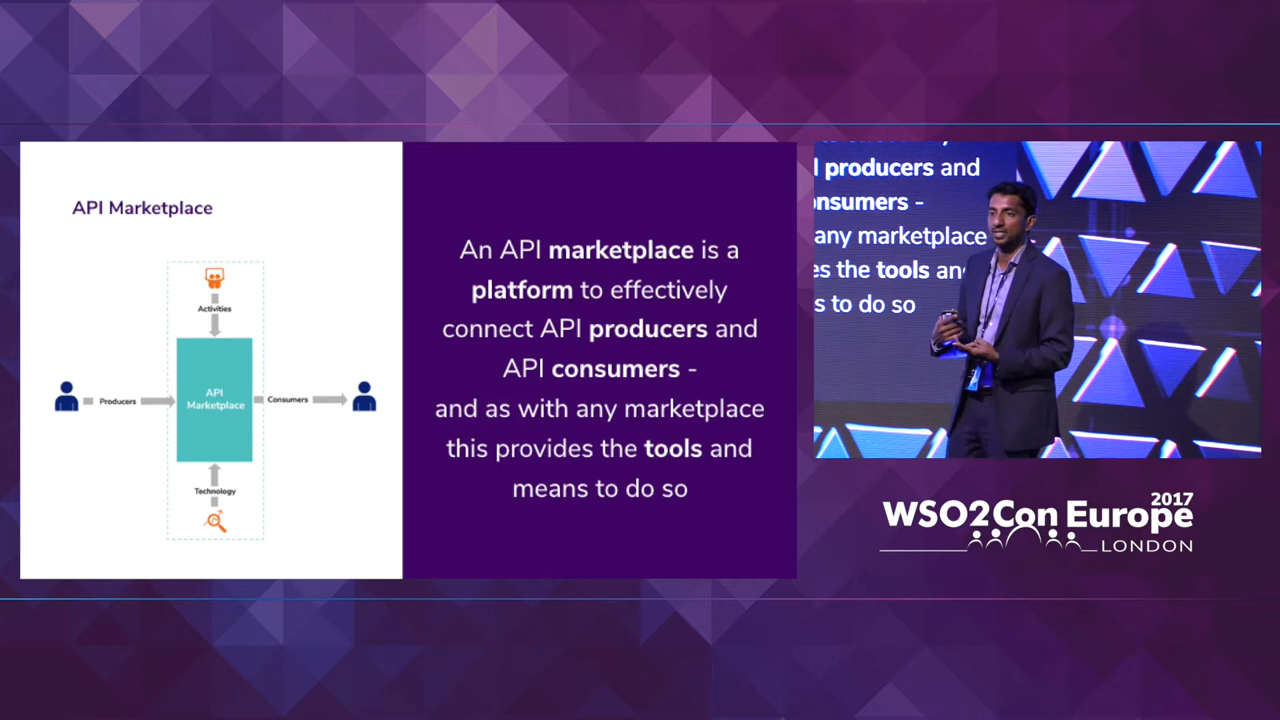 API Marketplace
Activities
Producers
API
Marketplace
Consumers
Technology
An API marketplace is a
platform to effectively
connect API producers and
API consumers -
and as with any marketplace
this provides the tools and
means to do so
producers and
onsumers -
any marketplace
es the tools an
s to do so
WSO2Con Europe
2017
LONDON